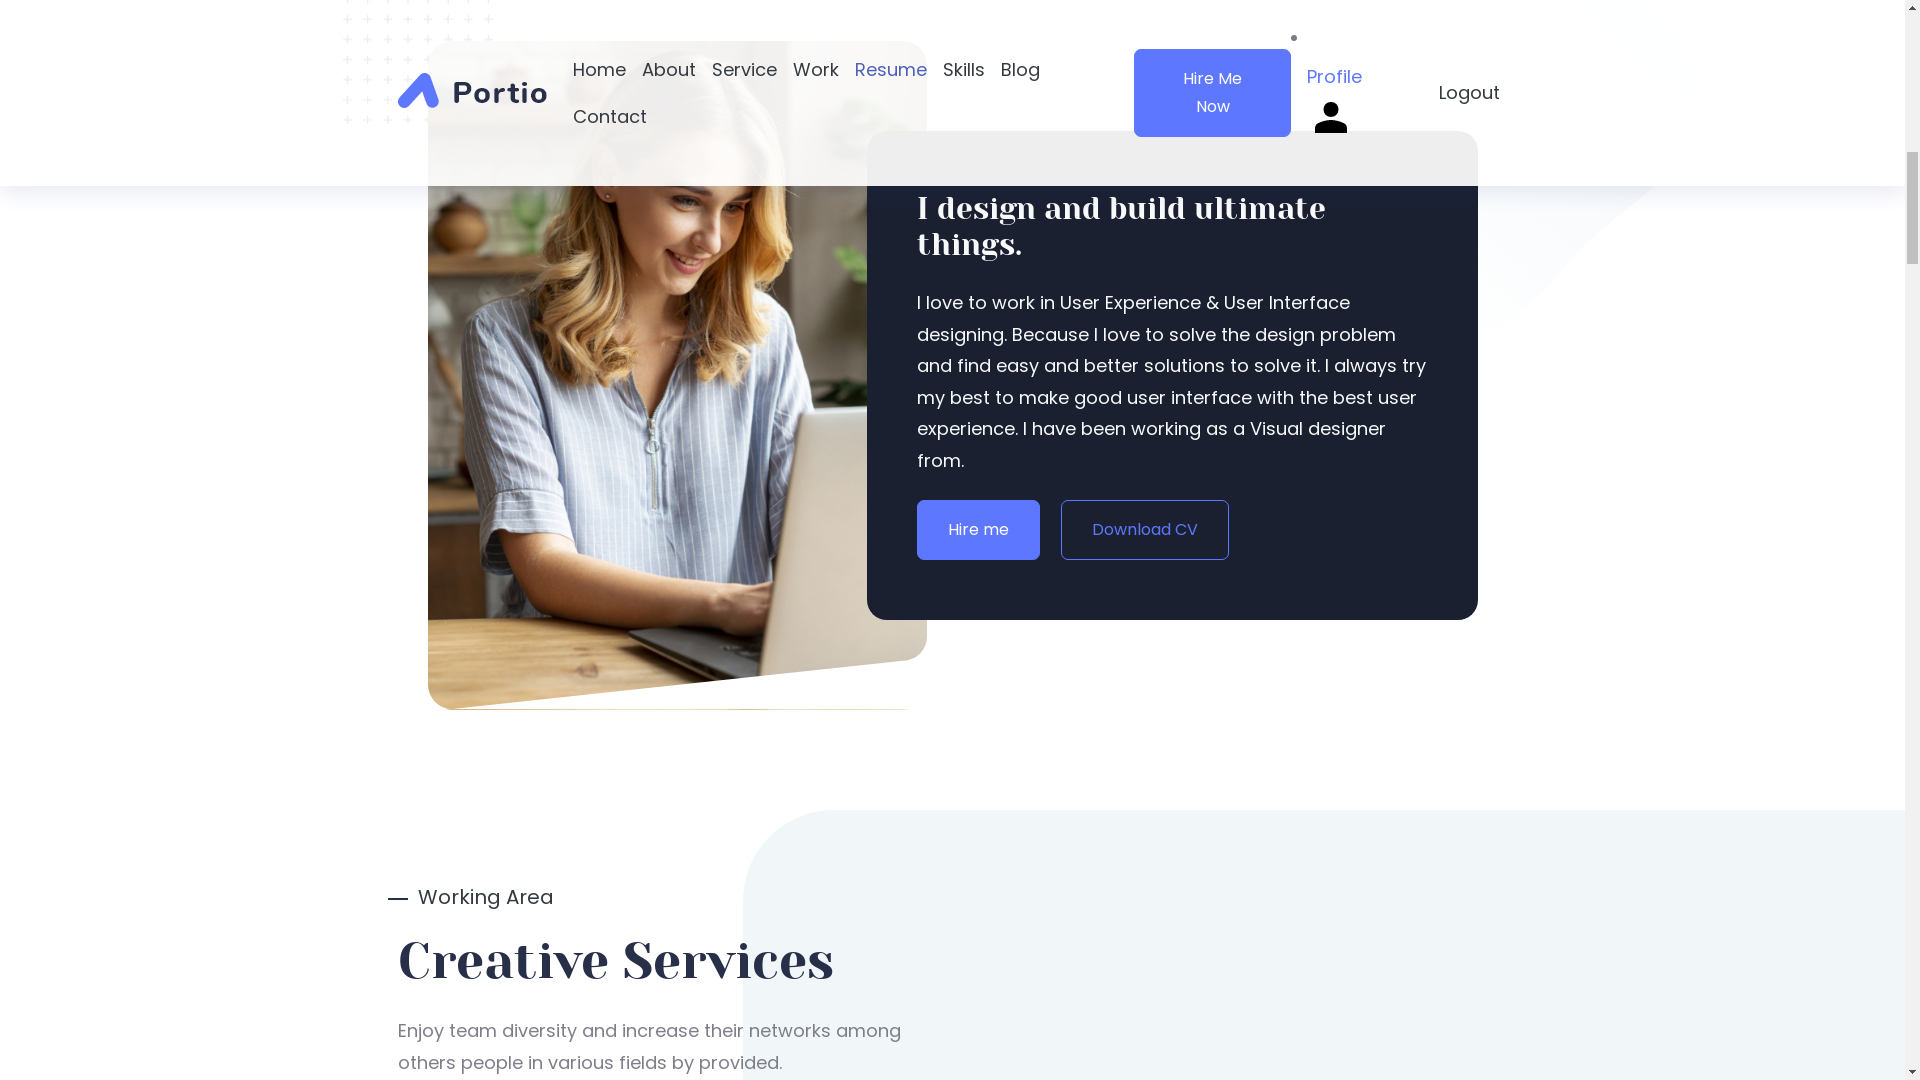 Portio
Home About Service Work Resume Skills Blog
Contact
Hire Me
Now
Profile
Logout
I design and build ultimate
things.
I love to work in User Experience & User Interface
designing. Because I love to solve the design problem
and find easy and better solutions to solve it. I always try
my best to make good user interface with the best user
experience. I have been working as a Visual designer
from.
Hire me
Download CV
Working Area
Creative Services
Enjoy team diversity and increase their networks among
others people in various fields by provided.